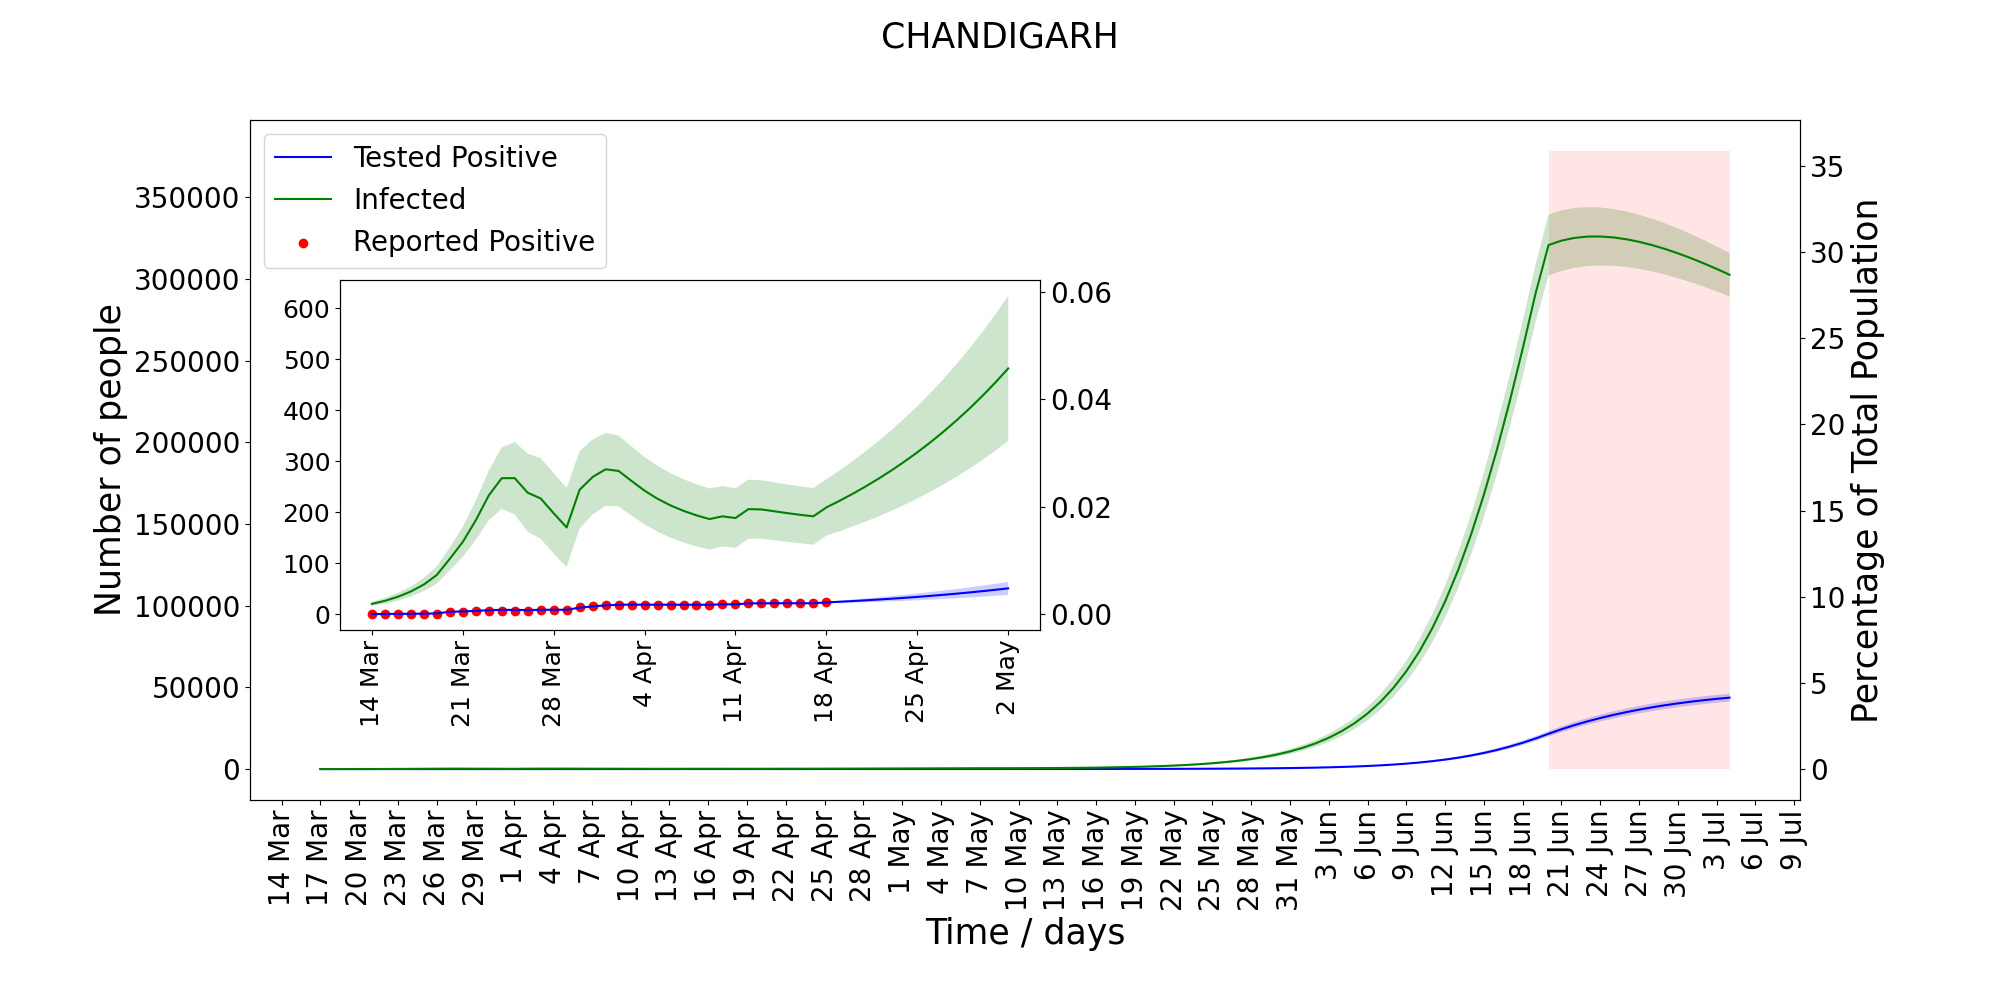 CHANDIGARH
Tested Positive
Infected
Reported Positive
Number of people
350000
300000
250000
200000
150000
100000
50000
0
600
500
400
300
200
100
0
0.06
0.04
0.02
0.00
14 Mar
21 Mar
28 Mar
4 Apr
11 Apr
18 Apr
25 Apr
2 May
35
30
25
20
15
10
5
0
Percentage of Total Population
14 Mar
17 Mar
20 Mar
23 Mar
26 Mar
29 Mar
1 Apr
4 Apr
7 Apr
10 Apr
13 Apr
16 Apr
19 Apr
22 Apr
25 Apr
28 Apr
1 May
4 May
7 May
10 May
13 May
16 May
19 May
22 May
25 May
28 May
31 May
3 Jun
6 Jun
9 Jun
12 Jun
15 Jun
18 Jun
21 Jun
24 Jun
27 Jun
30 Jun
3 Jul
6 Jul
9 Jul
Time / days